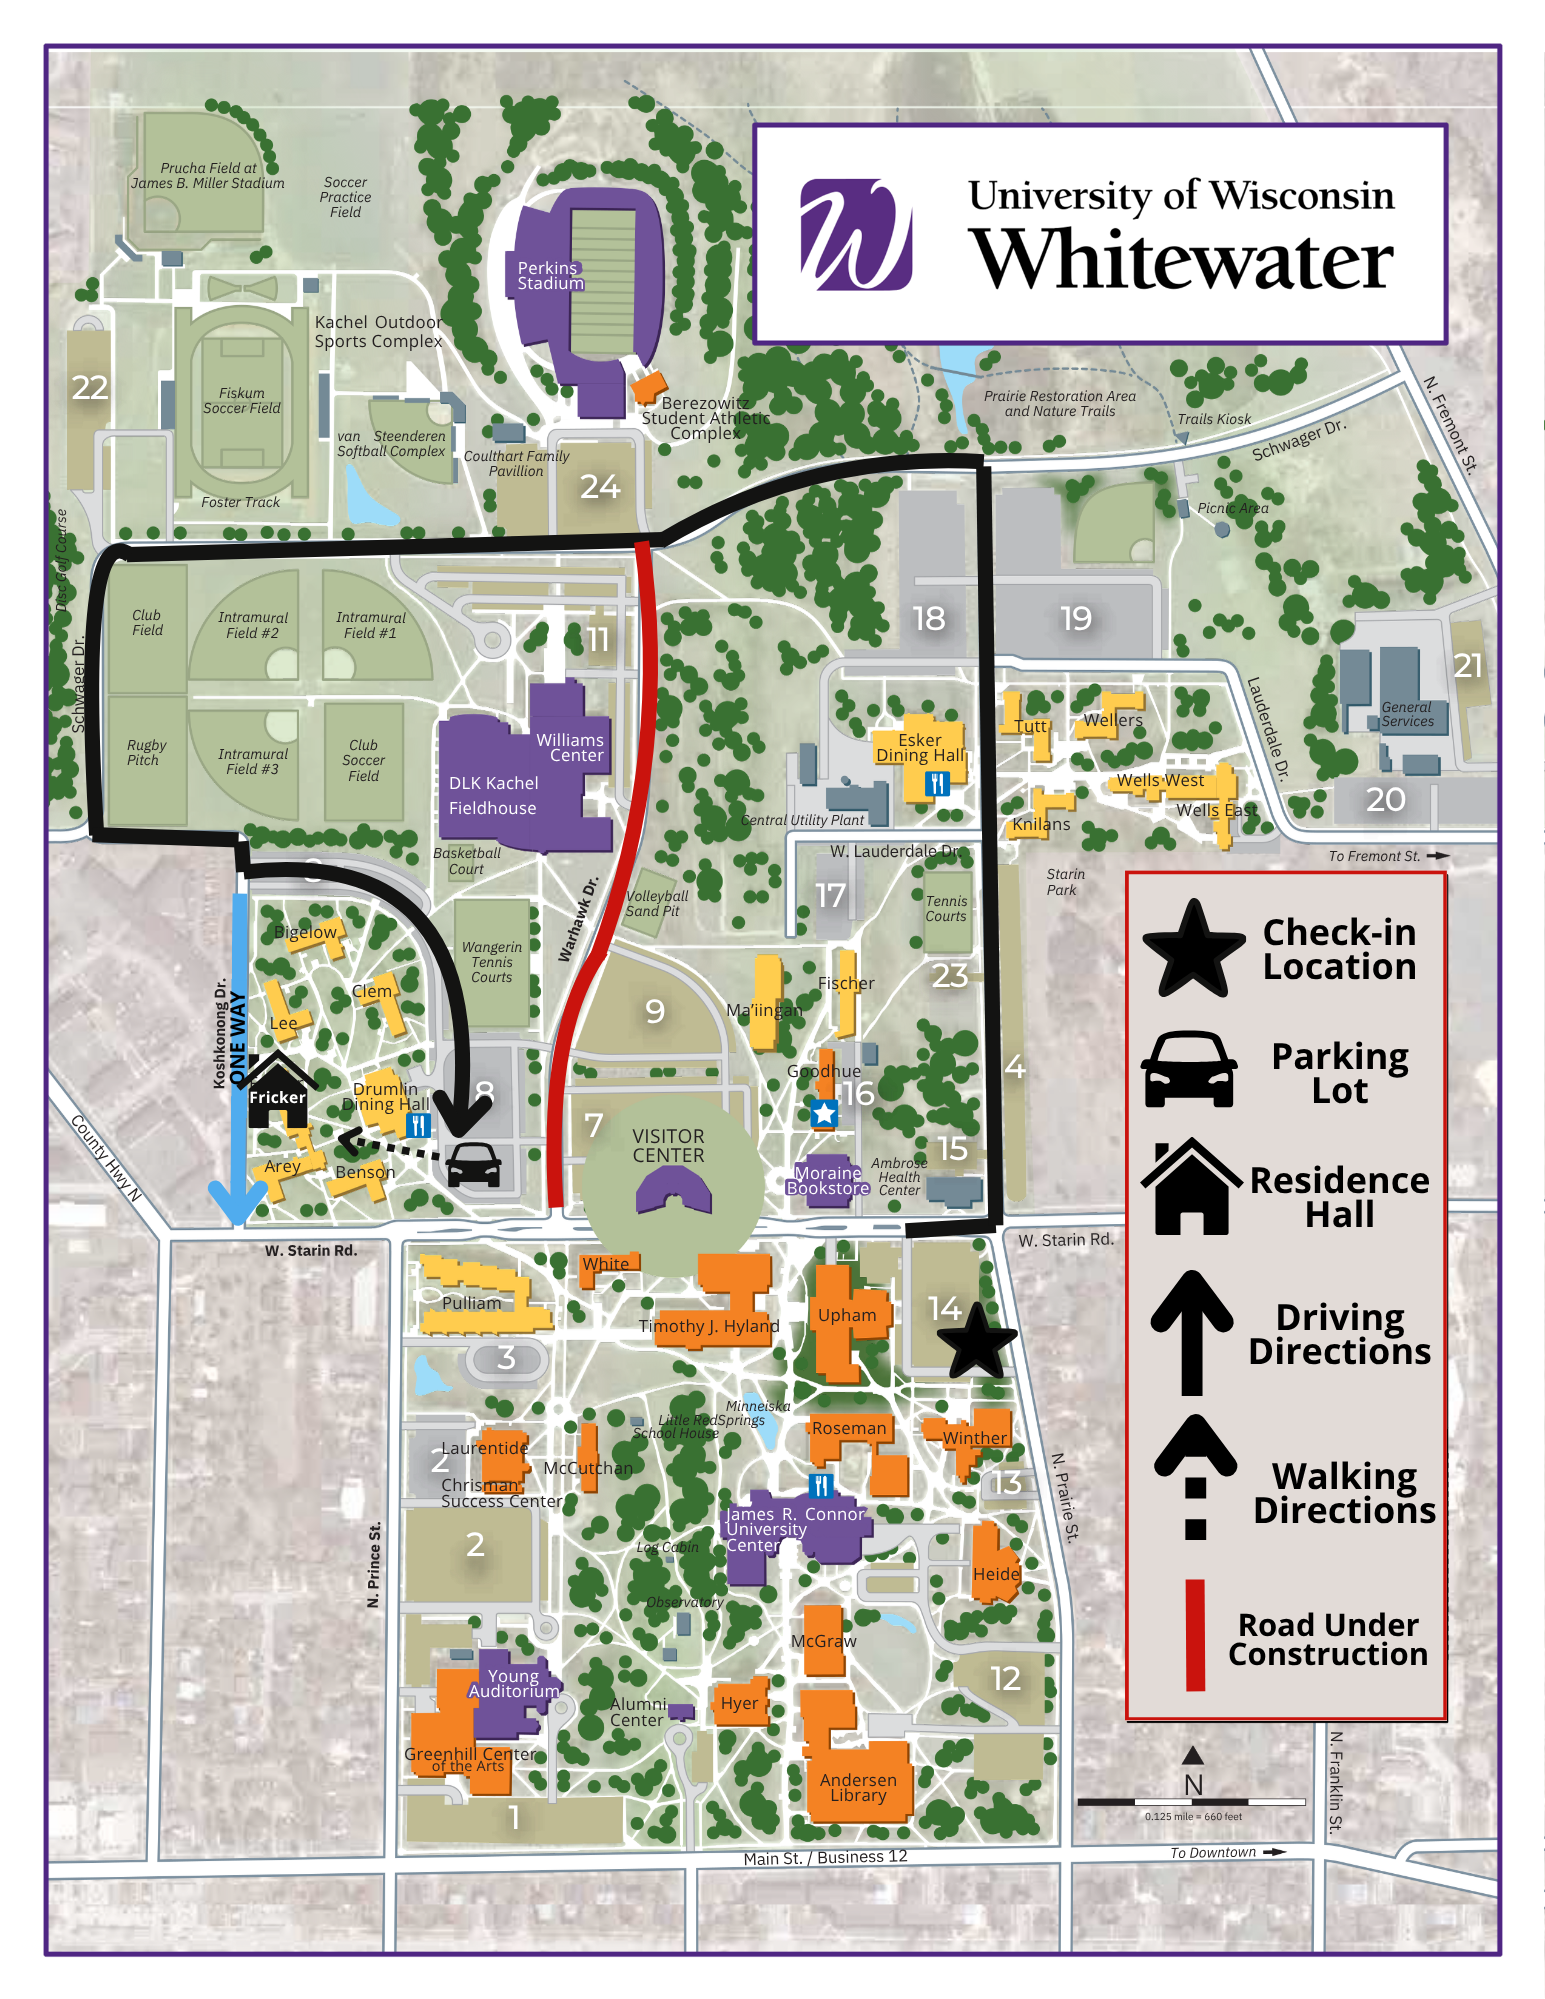 Prucha Field at
James B. Miller Stadium
Soccer
Practice
Field
University of Wisconsin
Whitewater
Perkins
Stadium
Kachel Outdoor
Sports Complex
22
Fiskum
Soccer Field
van Steenderen
Softball Complex
Coulthart Family
Pavillion
Berezowitz
Student Athletic
Complex
Prairie Restoration Area
and Nature Trails
Trails Kiosk
Schwager Dr.
N. Fremont St.
Foster Track
24
Picnic Area
Disc Golf Course
Club
Field
Intramural
Field #2
Intramural
Field #1
11
18
19
21
Schwager Dr.
Rugby
Pitch
Intramural
Field #3
Club
Soccer
Field
Williams
Center
DLK Kachel
Fieldhouse
Esker
Dining Hall
Tutt
Wellers
Lauderdale Dr.
General
Services
Wells West
Wells East
20
Knilans
Central Utility Plant
W. Lauderdale Dr.
To Fremont St.
Basketball
Court
Volleyball
Sand Pit
Warhawk Dr.
17
Tennis
Courts
Starin
Park
Bigelow
Wangerin
Tennis
Courts
Clem
Lee
Koshkonong Dr.
ONE WAY
9
Ma'iingan
Fischer
23
Goodhue
16
4
Fricker
Drumlin
Dining Hall
8
7
VISITOR
CENTER
15
Ambrose
Health
Center
Moraine
Bookstore
Arey
Benson
County Hwy N
W. Starin Rd.
W. Starin Rd.
Check-in
Location
Parking
Lot
Residence
Hall
Driving
Directions
Walking
Directions
Road Under
Construction
White
Pulliam
Timothy J. Hyland
Upham
14
3
Minneiska
Springs
Little Red
School House
Roseman
Winther
Laurentide
2
McCutchan
Chrisman
Success Center
13
N. Prairie St.
James R. Connor
University
Center
2
Log Cabin
Heide
N. Prince St.
Observatory
McGraw
12
Young
Auditorium
Alumni
Center
Hyer
Greenhill Center
of the Arts
Andersen
Library
1
N
0.125 mile = 660 feet
N. Franklin St.
Main St. / Business 12
To Downtown